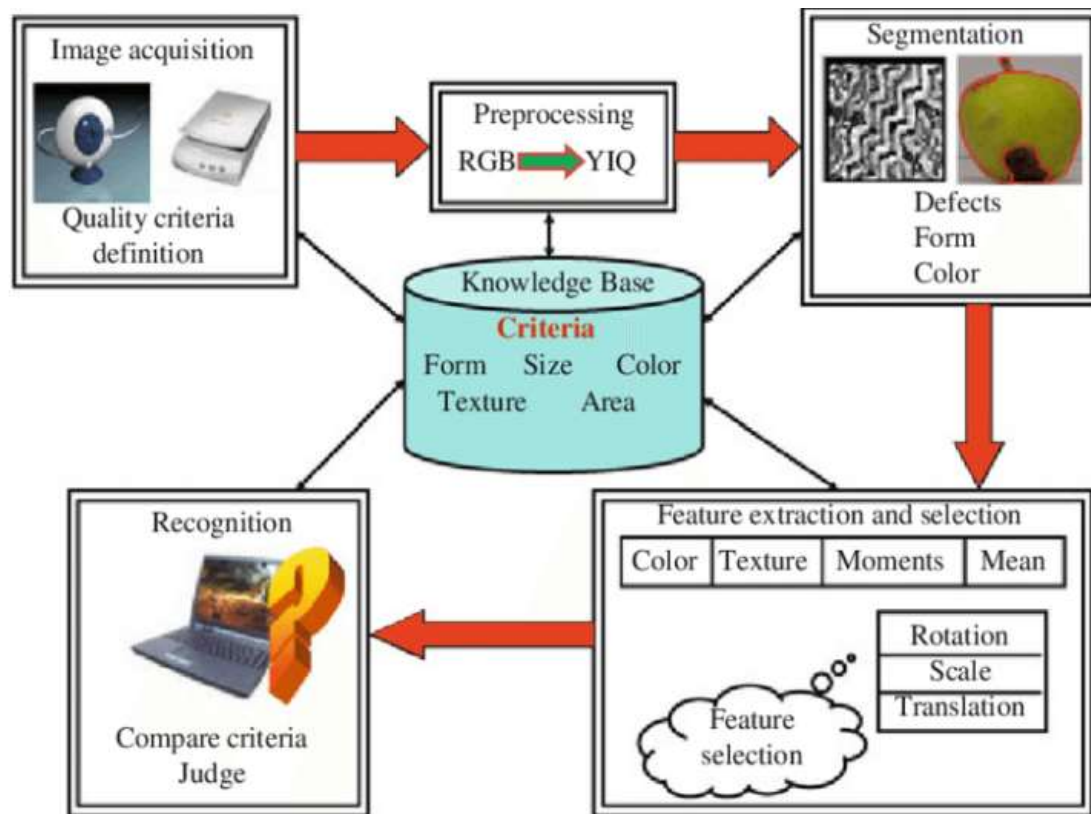 Image acquisition
Quality criteria
definition
Preprocessing
RGB YIQ
Segmentation
Defects
Form
Color
Knowledge Base
Criteria
Form Size Color
Texture Area
Feature extraction and selection
Color Texture Moments Mean
Rotation
Scale
Translation
Feature
selection
Recognition
Compare criteria
Judge